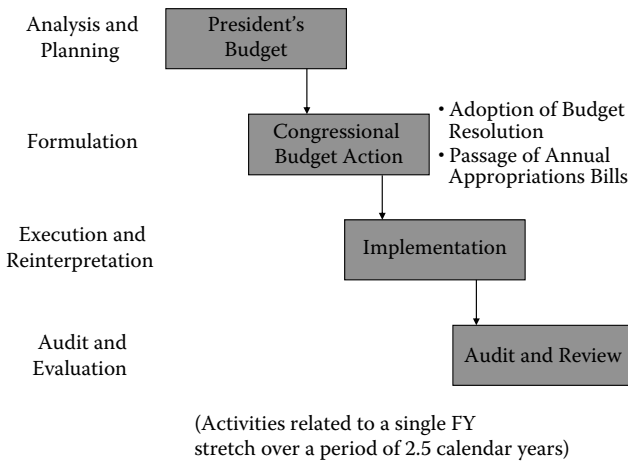 Analysis and
Planning
President's
Budget
Formulation
Congressional
Budget Action
• Adoption of Budget
Resolution
• Passage of Annual
Appropriations Bills
Execution and
Reinterpretation
Implementation
Audit and
Evaluation
Audit and Review
(Activities related to a single FY
stretch over a period of 2.5 calendar years)